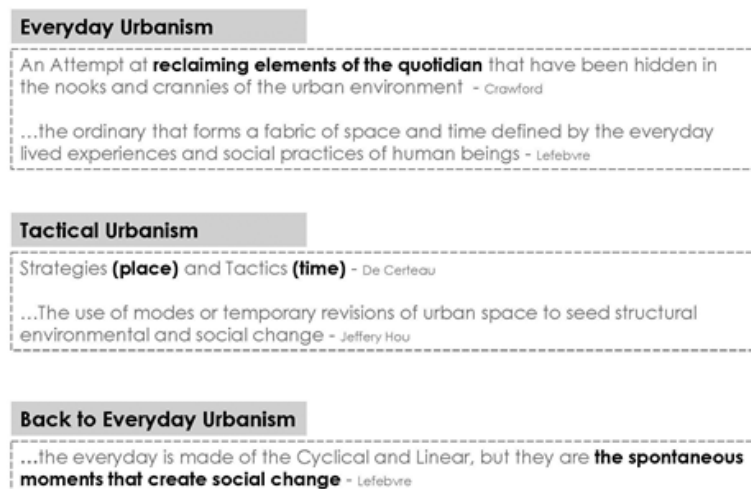 Everyday Urbanism
An Attempt at reclaiming elements of the quotidian that have been hidden in
the nooks and crannies of the urban environment - Crawford
...the ordinary that forms a fabric of space and time defined by the everyday
lived experiences and social practices of human beings - Lefebvre
Tactical Urbanism
Strategies (place) and Tactics (time) - De Certeau
...The use of modes or temporary revisions of urban space to seed structural
environmental and social change - Jeffery Hou
Back to Everyday Urbanism
...the everyday is made of the Cyclical and Linear, but they are the spontaneous
moments that create social change - Lefebvre